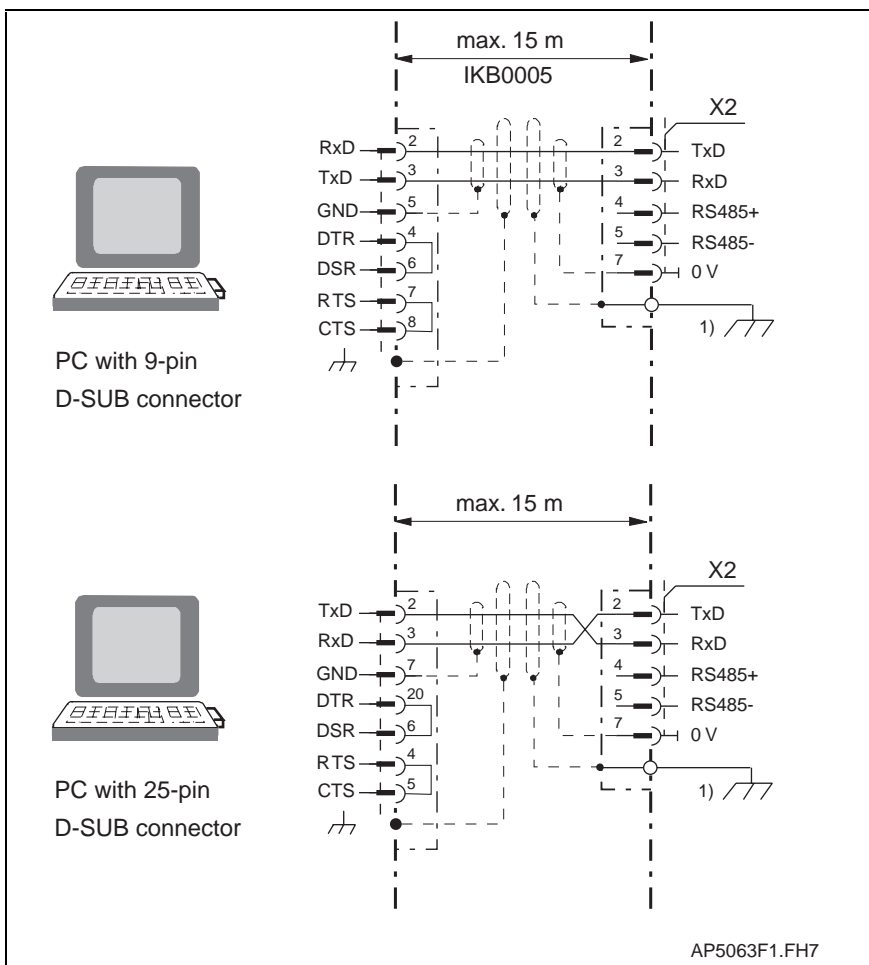 max. 15 m
IKB0005
X2
RxD 2 2 TxD
TxD 3 3 RxD
GND 5 4 RS485+
DTR 4 5 RS485-
DSR 6 7 0 V
RTS 7
CTS 8 1)
PC with 9-pin
D-SUB connector
max. 15 m
X2
TxD 2 2 TxD
RxD 3 3 RxD
GND 7 4 RS485+
DTR 20 5 RS485-
DSR 6 7 0 V
RTS 4
CTS 5 1)
PC with 25-pin
D-SUB connector
AP5063F1.FH7